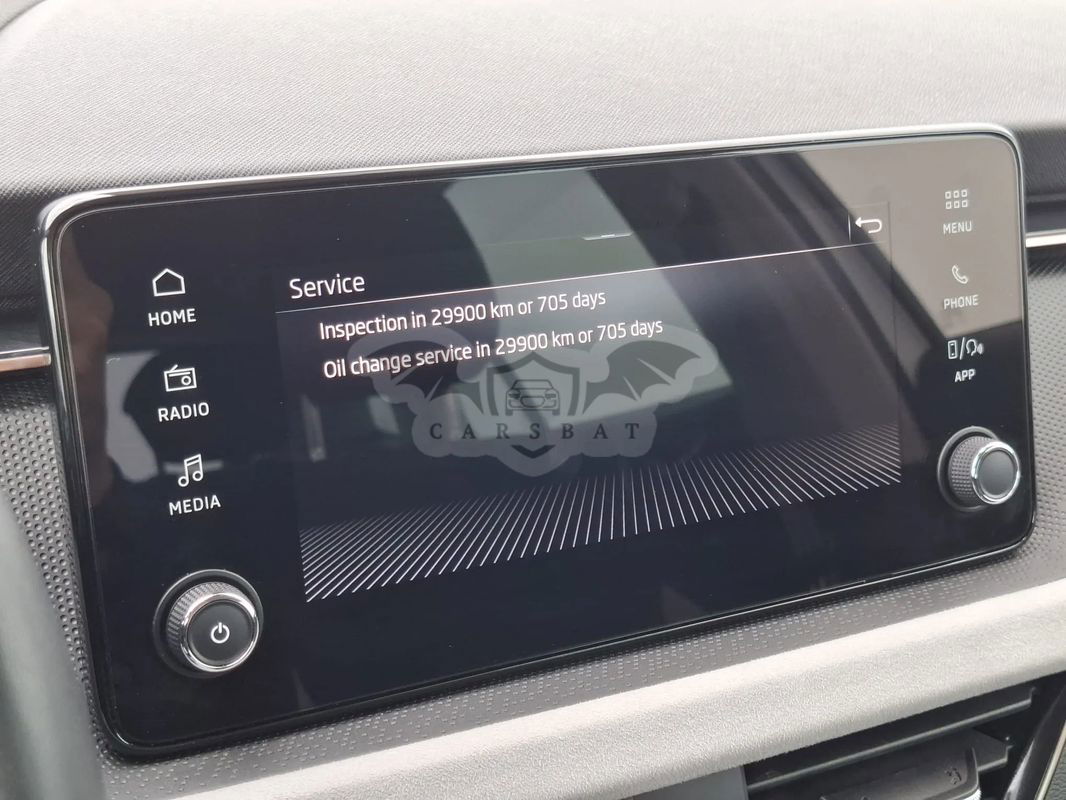 Service
Inspection in 29900 km or 705 days
Oil change service in 29900 km or 705 days
HOME
RADIO
MEDIA
MENU
PHONE
APP
CARSBAT